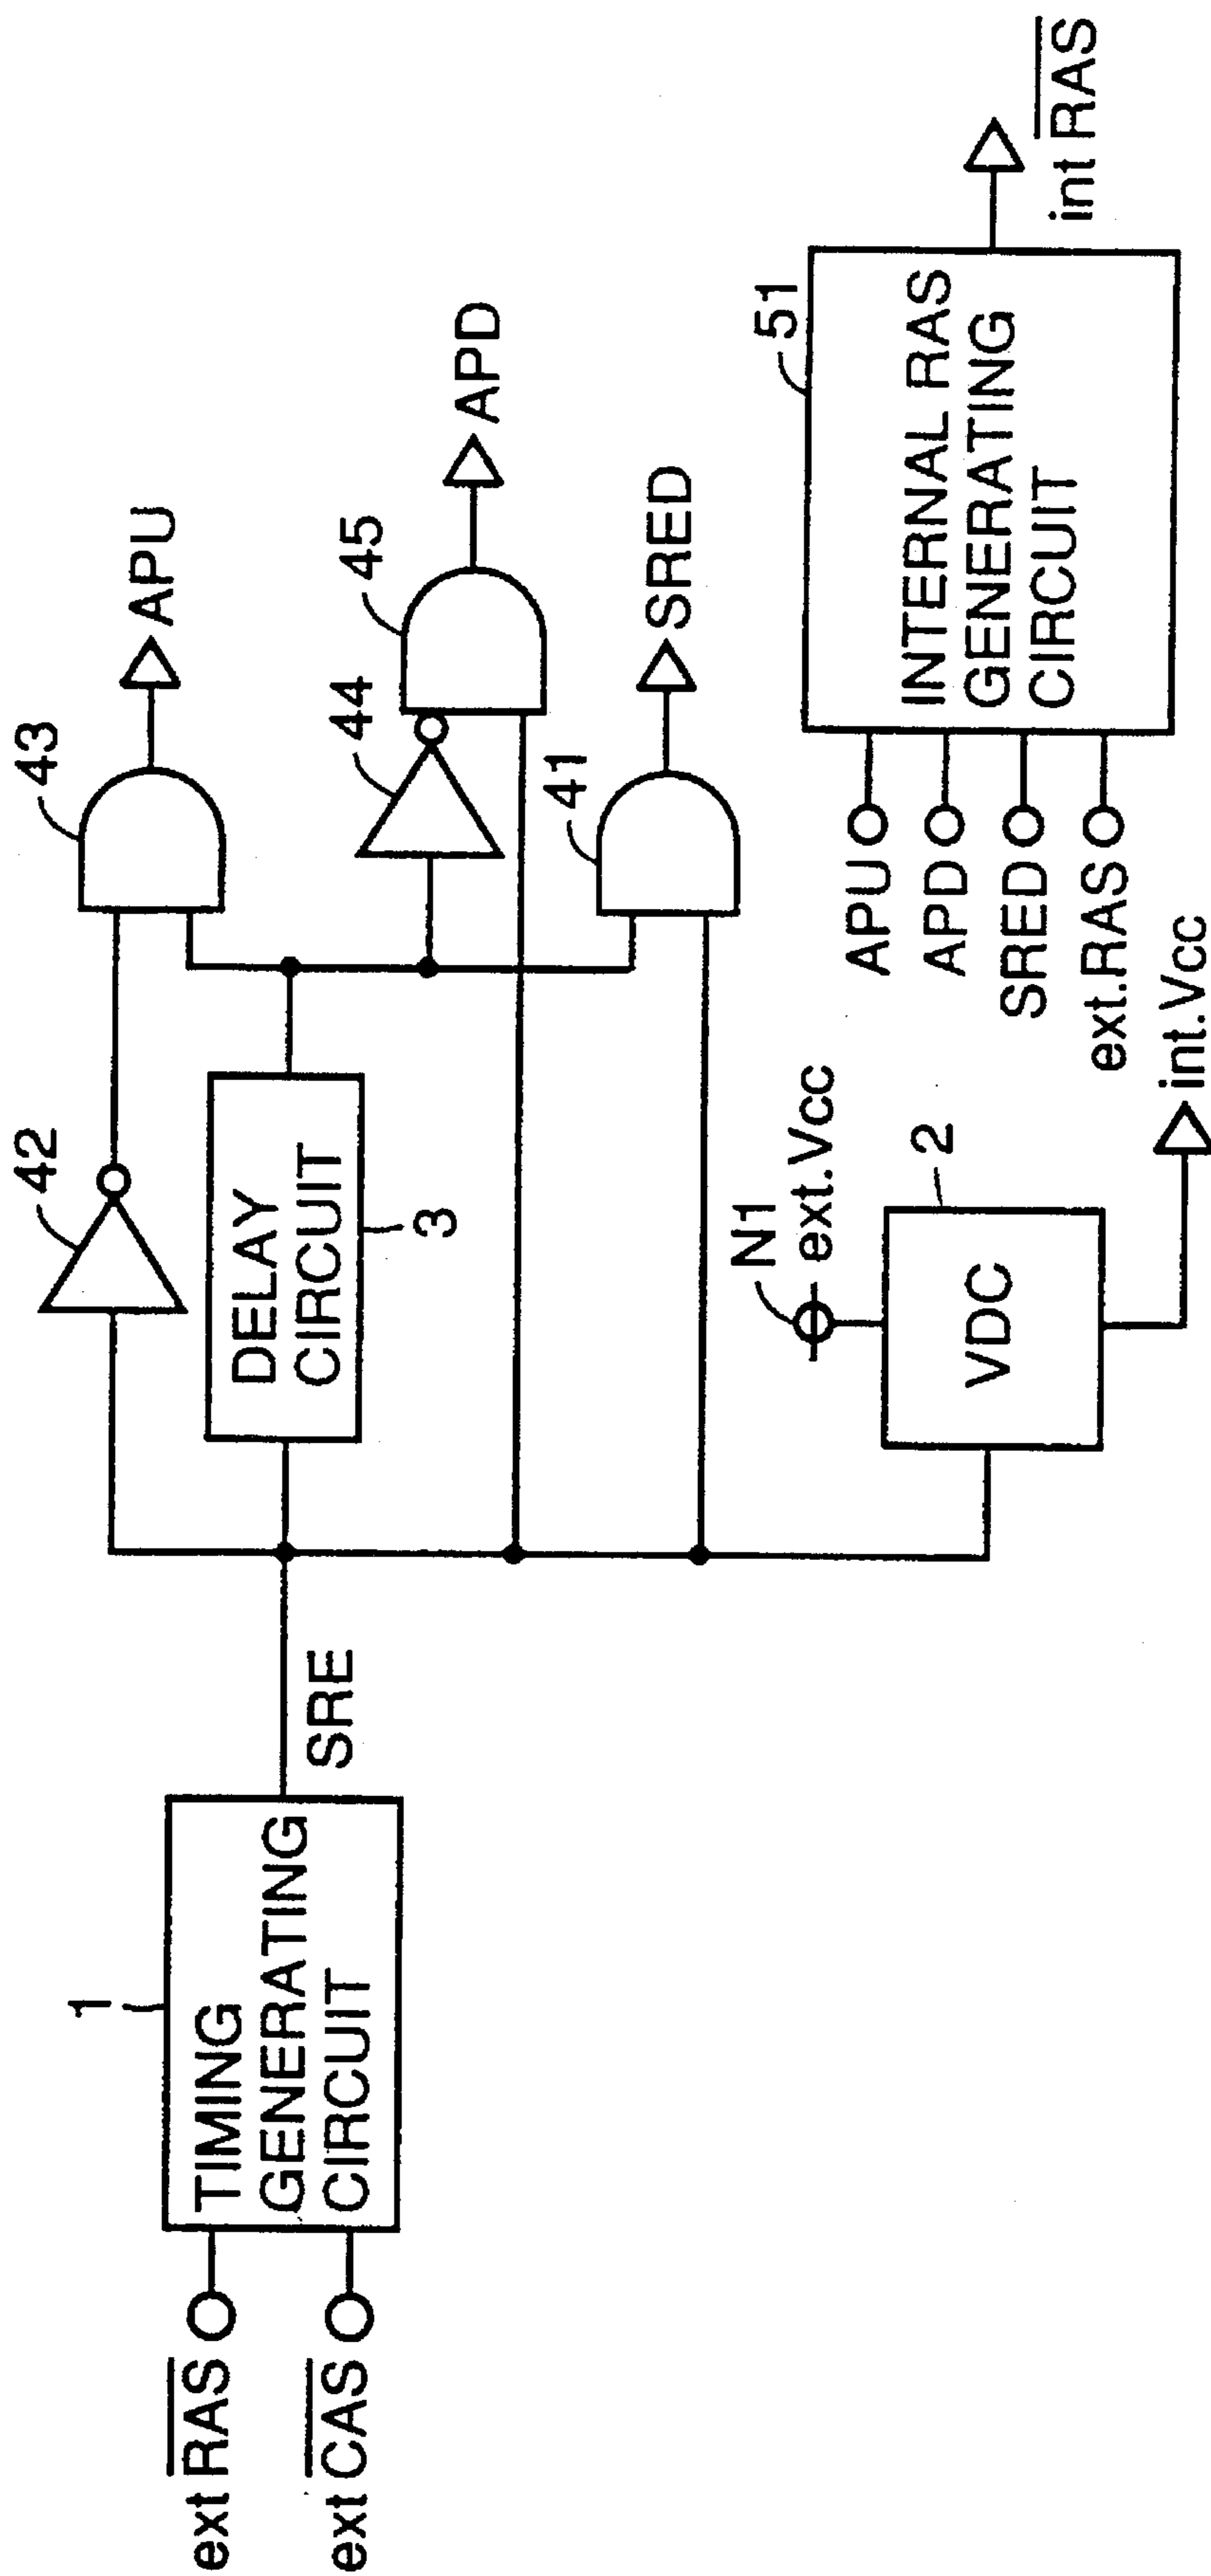 ext RAS
ext CAS
1
TIMING
GENERATING
CIRCUIT
SRE
42
DELAY
CIRCUIT
3
43
APU
44
45
APD
41
SRED
N1
ext.Vcc
2
VDC
int.Vcc
APU
APD
SRED
ext.RAS
51
INTERNAL RAS
GENERATING
CIRCUIT
int RAS